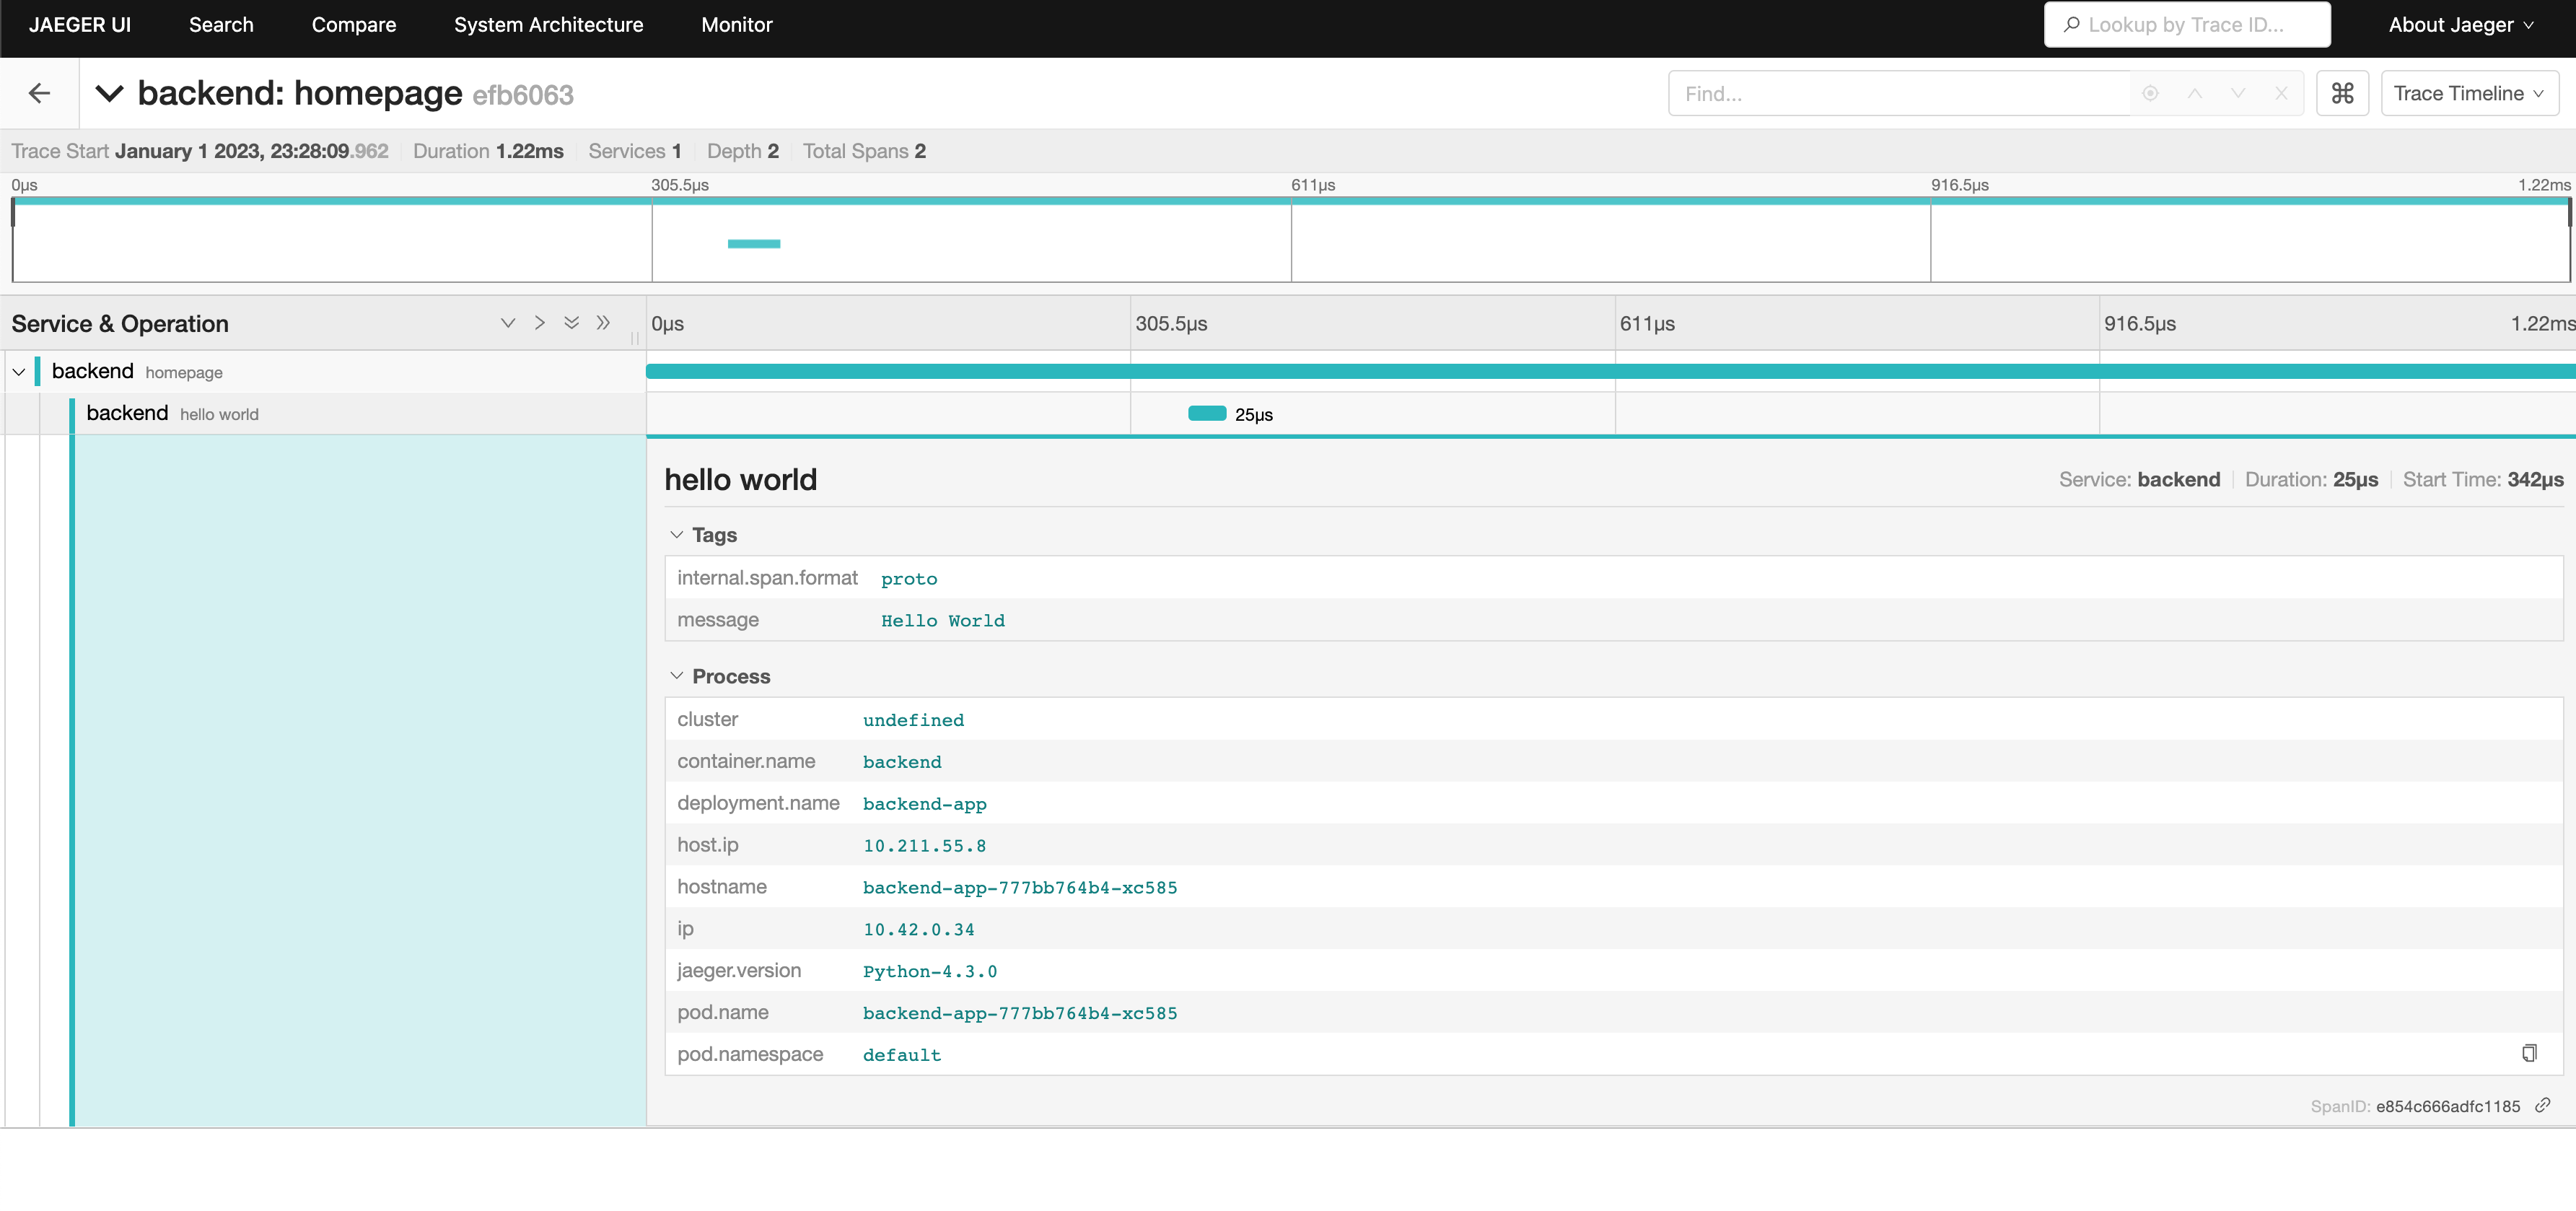 JAEGER UI Search Compare System Architecture Monitor Lookup by Trace ID... About Jaeger
backend: homepage efb6063 Find... ⌘ Trace Timeline
Trace Start January 1 2023, 23:28:09.962 Duration 1.22ms Services 1 Depth 2 Total Spans 2
0μs 305.5μs 611μs 916.5μs 1.22ms
Service & Operation 0μs 305.5μs 611μs 916.5μs 1.22ms
backend homepage
backend hello world 25μs
hello world Service: backend Duration: 25μs Start Time: 342μs
Tags
internal.span.format proto
message Hello World
Process
cluster undefined
container.name backend
deployment.name backend-app
host.ip 10.211.55.8
hostname backend-app-777bb764b4-xc585
ip 10.42.0.34
jaeger.version Python-4.3.0
pod.name backend-app-777bb764b4-xc585
pod.namespace default
SpanID: e854c666adfc1185